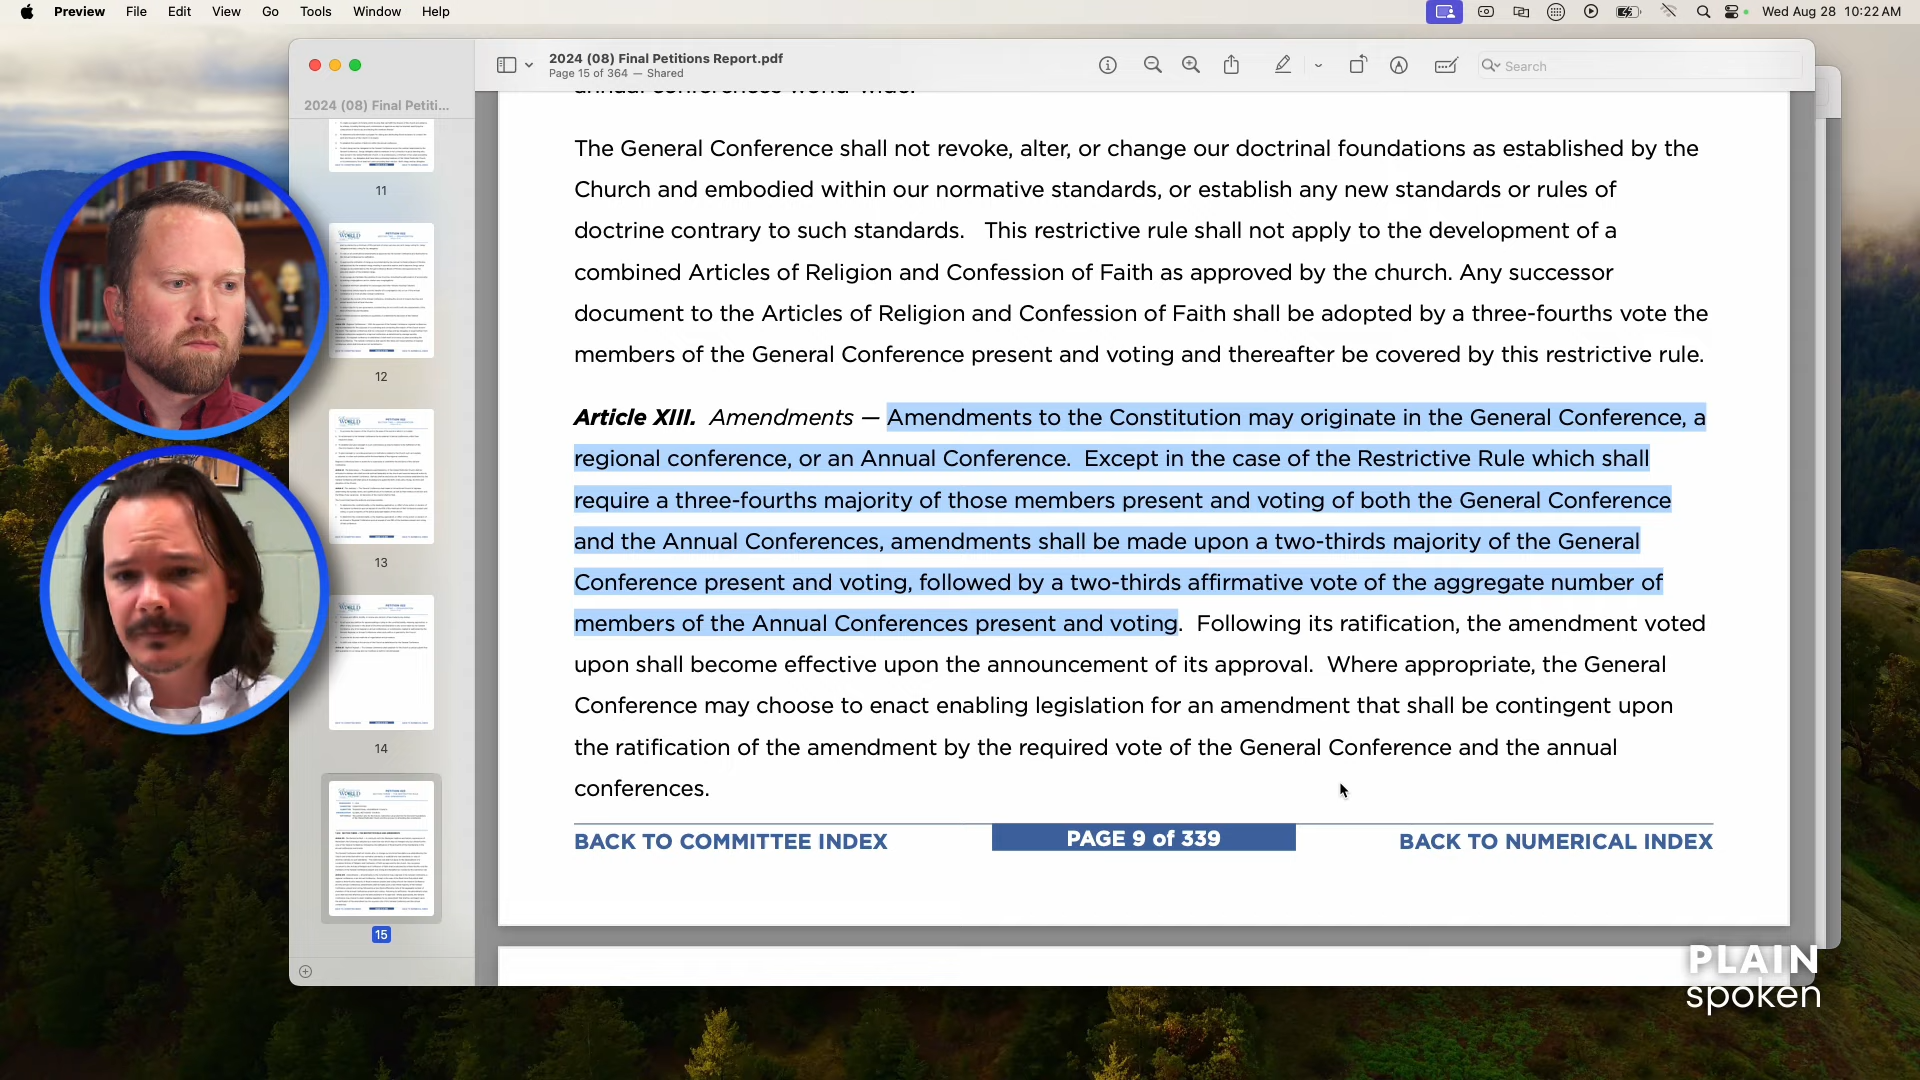 Preview File Edit View Go Tools Window Help
Wed Aug 28 10:22 AM
2024 (08) Final Petitions Report.pdf
Page 15 of 364 — Shared
Search
2024 (08) Final Petiti...
11
12
13
14
15
annual conferences world-wide.
The General Conference shall not revoke, alter, or change our doctrinal foundations as established by the
Church and embodied within our normative standards, or establish any new standards or rules of
doctrine contrary to such standards. This restrictive rule shall not apply to the development of a
combined Articles of Religion and Confession of Faith as approved by the church. Any successor
document to the Articles of Religion and Confession of Faith shall be adopted by a three-fourths vote the
members of the General Conference present and voting and thereafter be covered by this restrictive rule.
Article XIII. Amendments — Amendments to the Constitution may originate in the General Conference, a
regional conference, or an Annual Conference. Except in the case of the Restrictive Rule which shall
require a three-fourths majority of those members present and voting of both the General Conference
and the Annual Conferences, amendments shall be made upon a two-thirds majority of the General
Conference present and voting, followed by a two-thirds affirmative vote of the aggregate number of
members of the Annual Conferences present and voting. Following its ratification, the amendment voted
upon shall become effective upon the announcement of its approval. Where appropriate, the General
Conference may choose to enact enabling legislation for an amendment that shall be contingent upon
the ratification of the amendment by the required vote of the General Conference and the annual
conferences.
BACK TO COMMITTEE INDEX
PAGE 9 of 339
BACK TO NUMERICAL INDEX
PLAIN
spoken